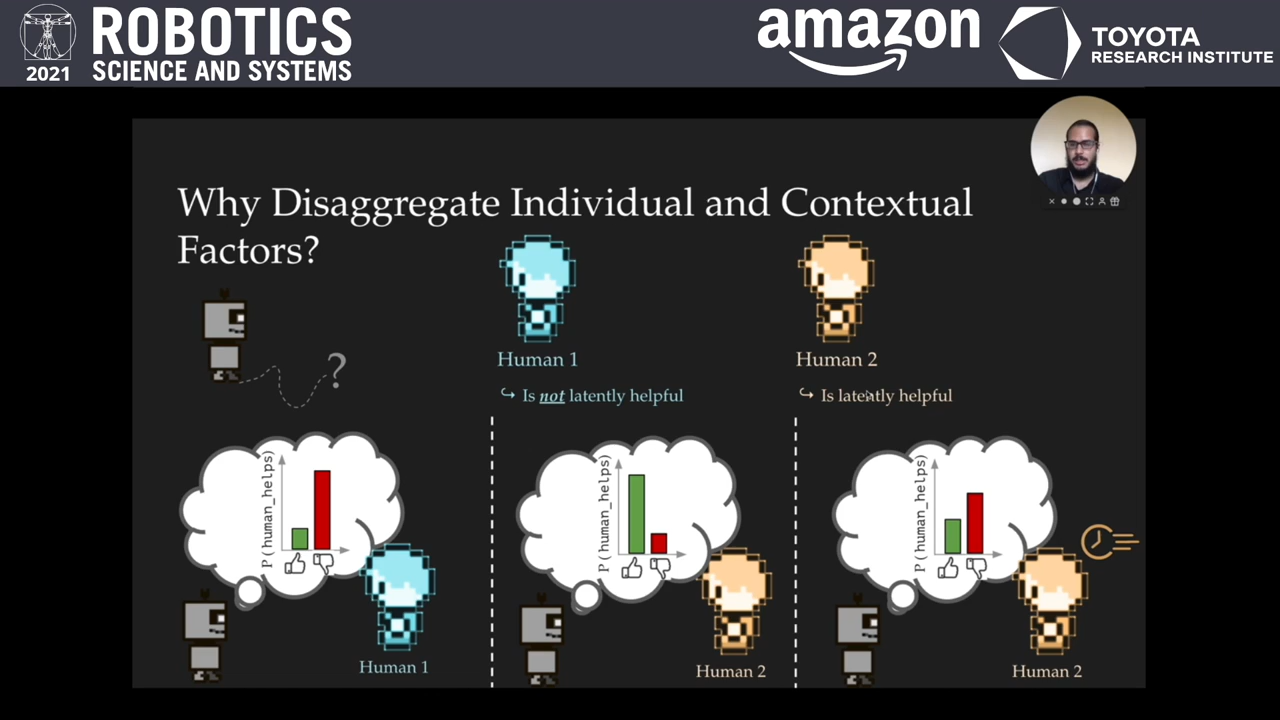 ROBOTICS
SCIENCE AND SYSTEMS
2021
amazon
TOYOTA
RESEARCH INSTITUTE
Why Disaggregate Individual and Contextual
Factors?
?
Human 1
↪ Is not latently helpful
Human 2
↪ Is latently helpful
P(human_helps)
Human 1
P(human_helps)
Human 2
P(human_helps)
Human 2